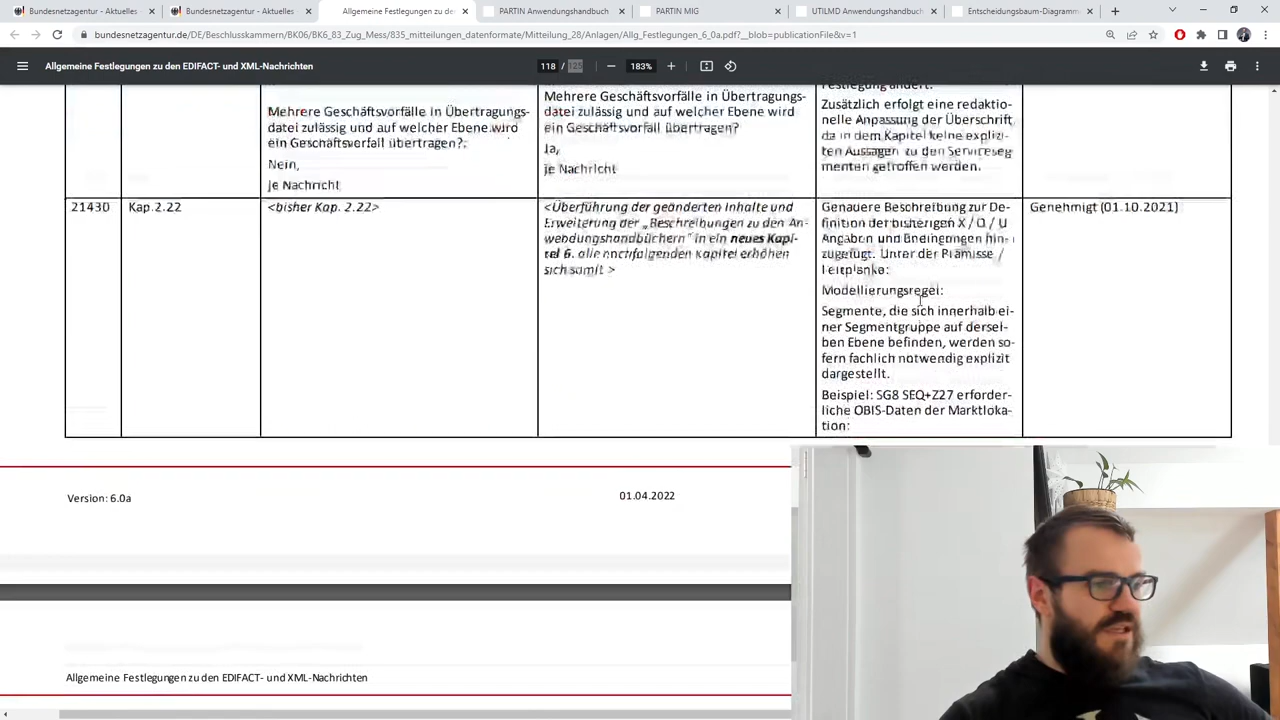 Bundesnetzagentur - Aktuelles
Bundesnetzagentur - Aktuelles
Allgemeine Festlegungen zu de
PARTIN Anwendungshandbuch
PARTIN MIG
UTILMD Anwendungshandbuch
Entscheidungsbaum-Diagramm
bundesnetzagentur.de/DE/Beschlusskammern/BK06/BK6_83_Zug_Mess/835_mitteilungen_datenformate/Mitteilung_28/Anlagen/Allg_Festlegungen_6_0a.pdf?__blob=publicationFile&v=1
Allgemeine Festlegungen zu den EDIFACT- und XML-Nachrichten
118 / 125
183%
Mehrere Geschäftsvorfälle in Übertragungs-
datei zulässig und auf welcher Ebene wird
ein Geschäftsvorfall übertragen?
Nein,
je Nachricht
Mehrere Geschäftsvorfälle in Übertragungs-
datei zulässig und auf welcher Ebene wird
ein Geschäftsvorfall übertragen?
Ja,
je Nachricht
Festlegung ändert.
Zusätzlich erfolgt eine redaktio-
nelle Anpassung der Überschrift
da in dem Kapitel keine explizi-
ten Aussagen zu den Serviceseg
menten getroffen werden.
21430
Kap.2.22
<bisher Kap. 2.22>
<Überführung der geänderten Inhalte und
Erweiterung der „Beschreibungen zu den An-
wendungshandbüchern" in ein neues Kapi-
tel 6. alle nachfolgenden Kapitel erhöhen
sich somit >
Genauere Beschreibung zur De-
finition der bisherigen X / O / U
Angaben und Bedingungen hin-
zugefügt. Unter der Prämisse /
Leitplanke:
Modellierungsregel:
Segmente, die sich innerhalb ei-
ner Segmentgruppe auf dersel-
ben Ebene befinden, werden so-
fern fachlich notwendig explizit
dargestellt.
Beispiel: SG8 SEQ+Z27 erforder-
liche OBIS-Daten der Marktloka-
tion:
Genehmigt (01.10.2021)
Version: 6.0a
01.04.2022
Allgemeine Festlegungen zu den EDIFACT- und XML-Nachrichten